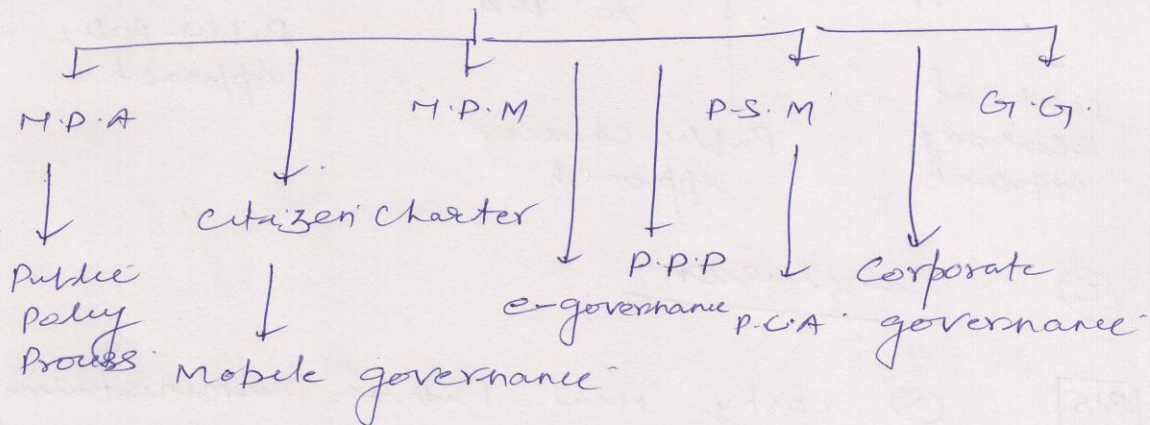 N.P.A
N.P.M
P.S.M
G.G.
Citizen Charter
P.P.P
Corporate
Public
e-governance
P.C.A.
governance
Policy
Process
Mobile governance